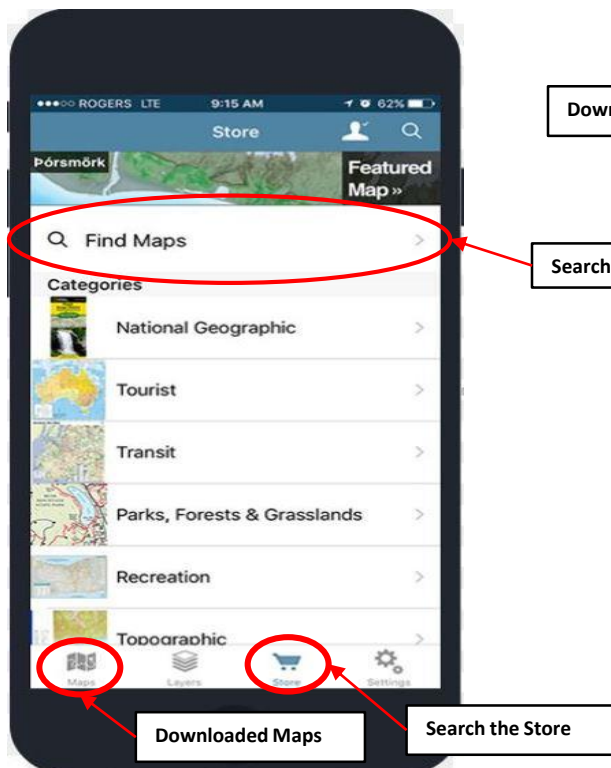 ROGERS LTE 9:15 AM 62%
Store
Þórsmörk
Featured
Map »
Find Maps
Search
Categories
National Geographic
Tourist
Transit
Parks, Forests & Grasslands
Recreation
Topographic
Maps Layers Store Settings
Downloaded Maps
Search the Store